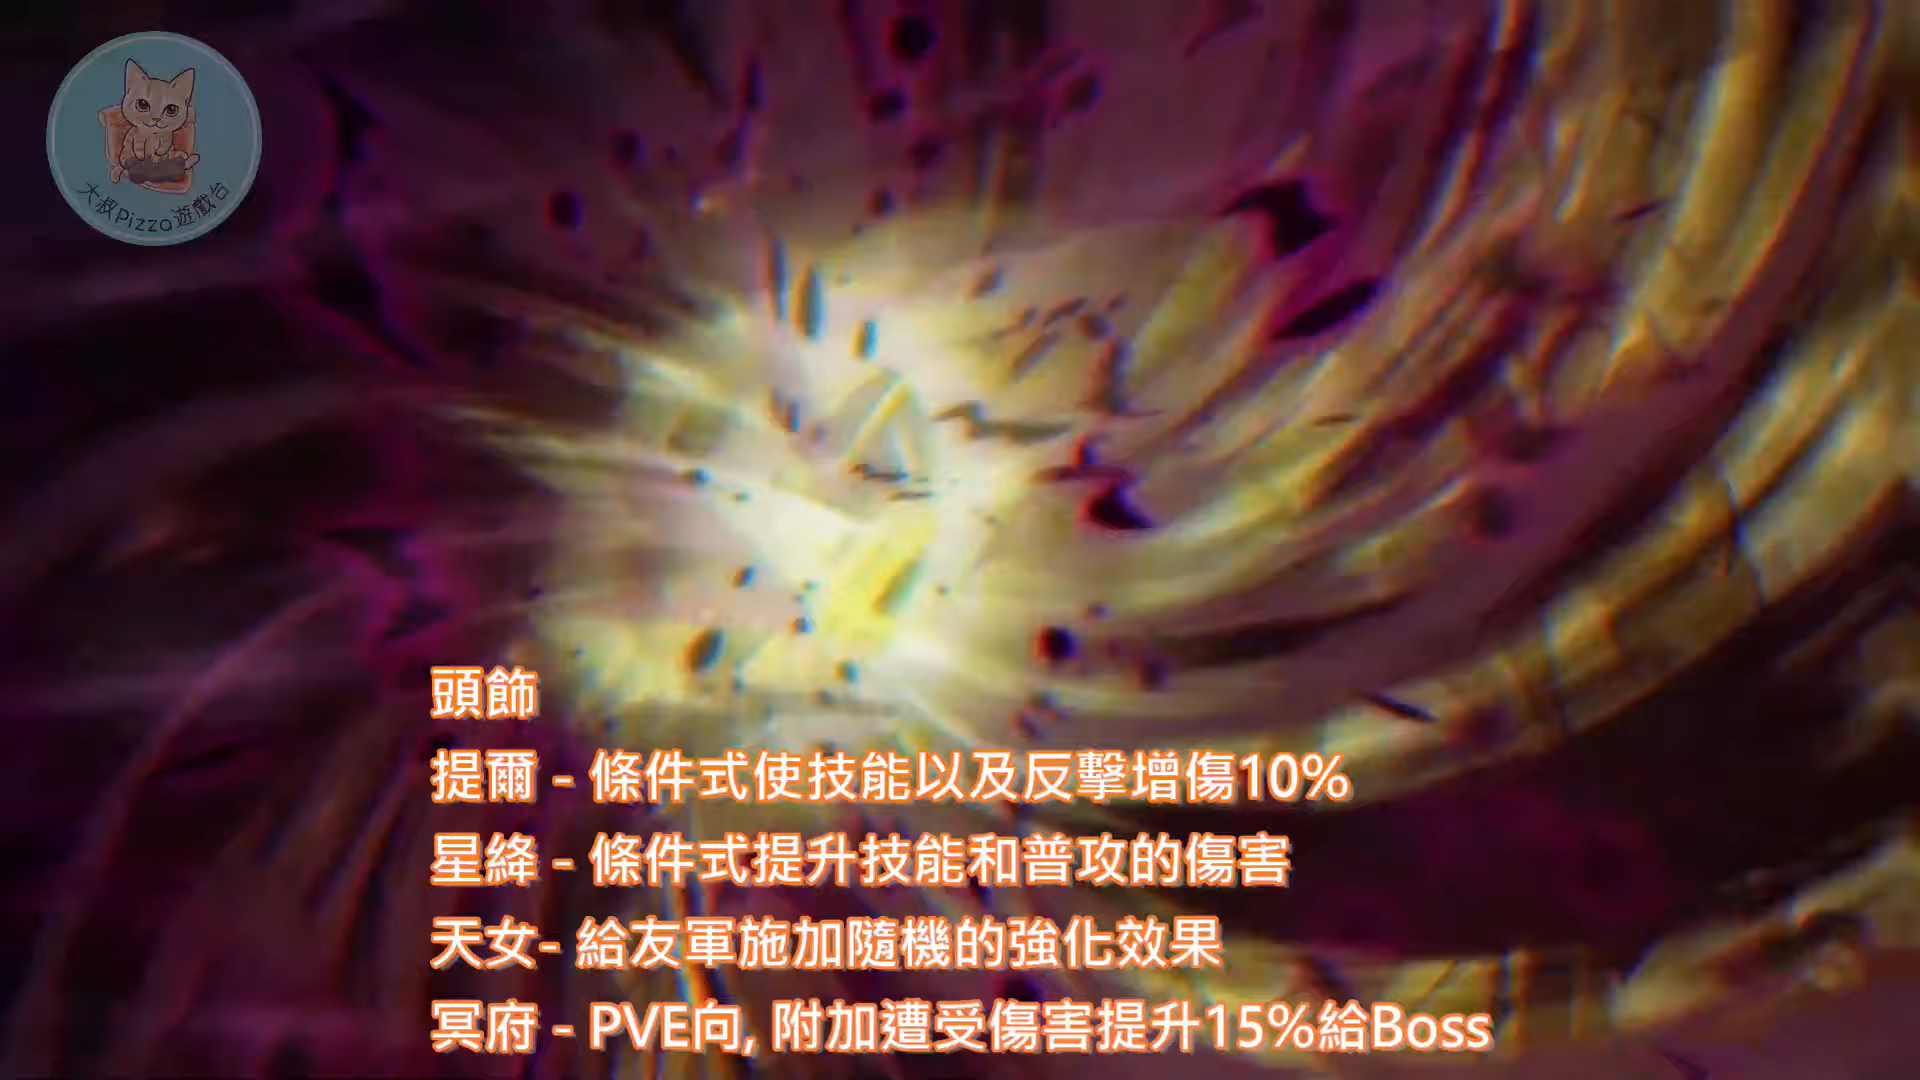 大叔Pizza遊戲台
頭飾
提爾 - 條件式使技能以及反擊增傷10%
星絳 - 條件式提升技能和普攻的傷害
天女- 給友軍施加隨機的強化效果
冥府 - PVE向, 附加遭受傷害提升15%給Boss